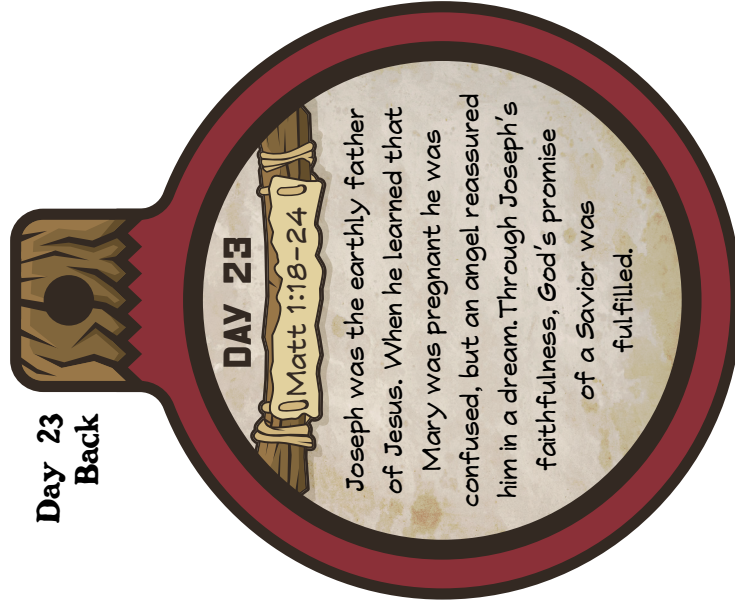 Day 23
Back
DAY 23
Matt 1:18-24
Joseph was the earthly father
of Jesus. When he learned that
Mary was pregnant he was
confused, but an angel reassured
him in a dream. Through Joseph's
faithfulness, God's promise
of a Savior was
fulfilled.